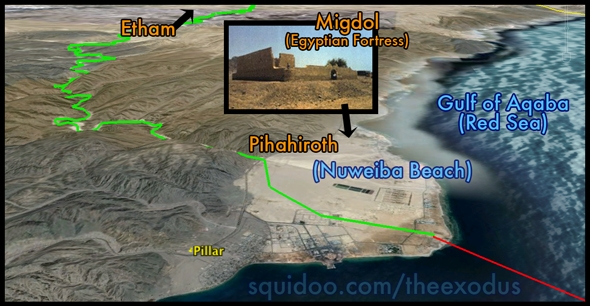 Etham
Migdol
(Egyptian Fortress)
Gulf of Aqaba
(Red Sea)
Pihahiroth
(Nuweiba Beach)
Pillar
squidoo.com/theexodus